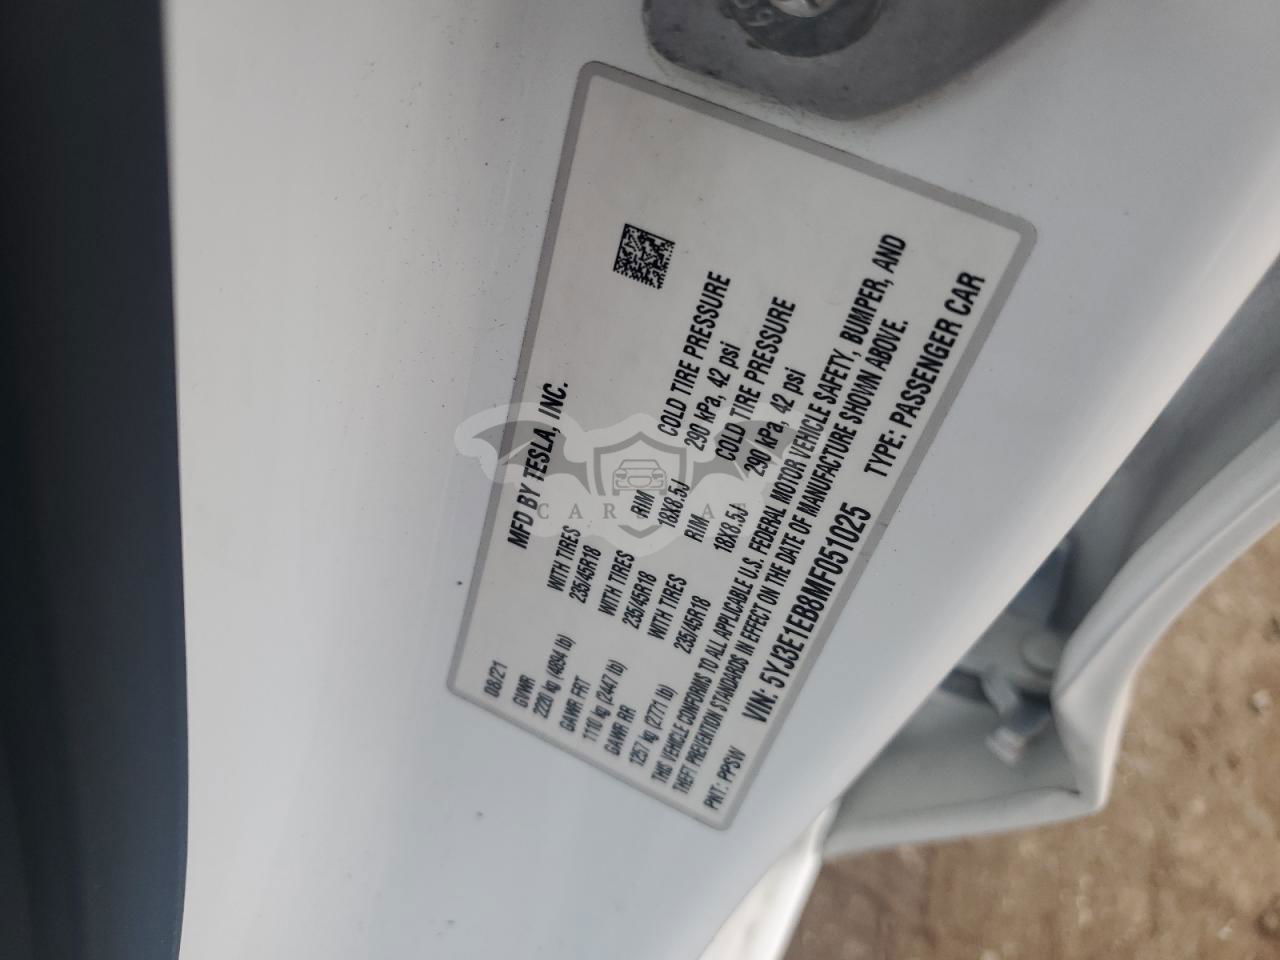 MFD BY TESLA, INC.
08/21
GVWR
2220 kg (4894 lb)
GAWR FRT WITH TIRES RIM COLD TIRE PRESSURE
1110 kg (2447 lb) 235/45R18 18X8.5J 290 kPa, 42 psi
GAWR RR WITH TIRES RIM COLD TIRE PRESSURE
1257 kg (2771 lb) 235/45R18 18X8.5J 290 kPa, 42 psi
WITH TIRES
235/45R18
THIS VEHICLE CONFORMS TO ALL APPLICABLE U.S. FEDERAL MOTOR VEHICLE SAFETY, BUMPER, AND
THEFT PREVENTION STANDARDS IN EFFECT ON THE DATE OF MANUFACTURE SHOWN ABOVE.
VIN: 5YJ3E1EB8MF051025 TYPE: PASSENGER CAR
PNT: PPSW